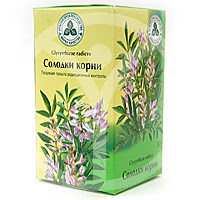 Glycyrrhizae radices
Солодки корни
Продукция прошла радиационный контроль
Glycyrrhizae radices
Солодки корни